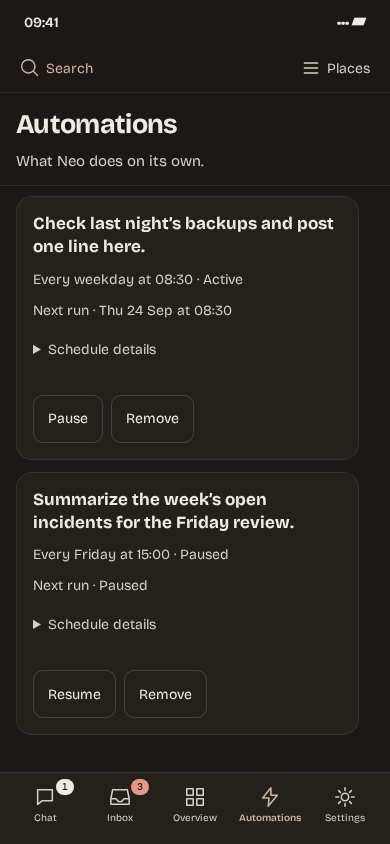 09:41
Search
Places
Automations
What Neo does on its own.
Check last night’s backups and post
one line here.
Every weekday at 08:30 · Active
Next run · Thu 24 Sep at 08:30
Schedule details
Pause
Remove
Summarize the week’s open
incidents for the Friday review.
Every Friday at 15:00 · Paused
Next run · Paused
Schedule details
Resume
Remove
1
3
Chat
Inbox
Overview
Automations
Settings